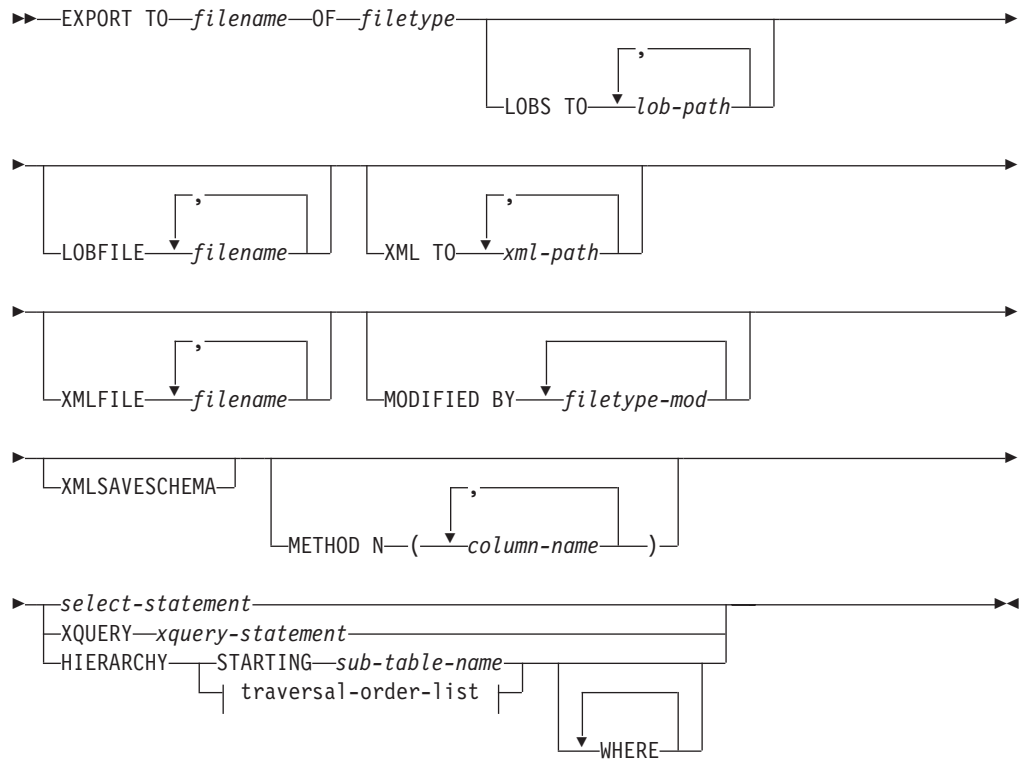 EXPORT TO filename OF filetype
,
LOBS TO lob-path
, ,
LOBFILE filename XML TO xml-path
,
XMLFILE filename MODIFIED BY filetype-mod
XMLSAVESCHEMA
,
METHOD N ( column-name )
select-statement
XQUERY xquery-statement
HIERARCHY STARTING sub-table-name
traversal-order-list
WHERE